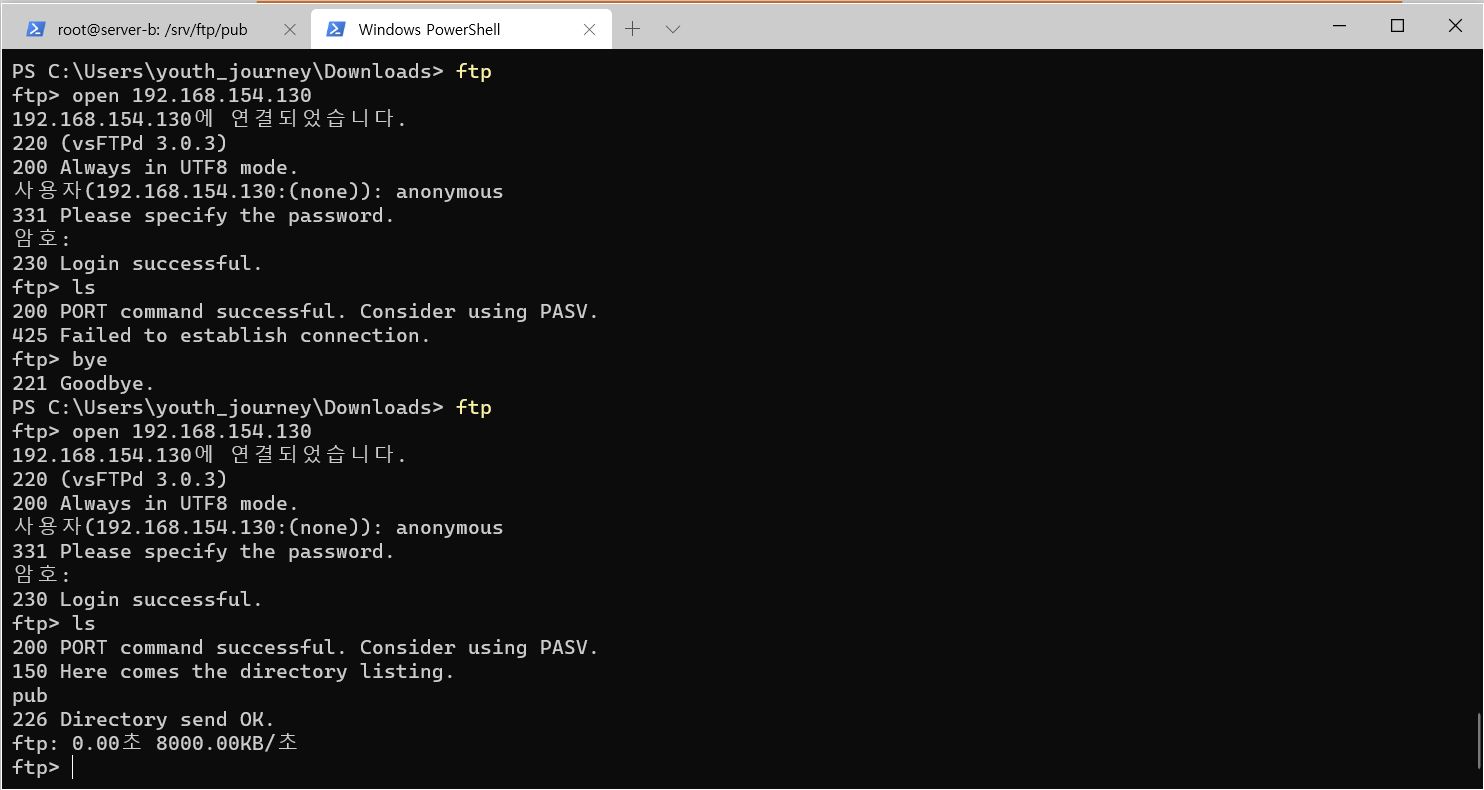 root@server-b: /srv/ftp/pub
Windows PowerShell
PS C:\Users\youth_journey\Downloads> ftp
ftp> open 192.168.154.130
192.168.154.130에 연결되었습니다.
220 (vsFTPd 3.0.3)
200 Always in UTF8 mode.
사용자(192.168.154.130:(none)): anonymous
331 Please specify the password.
암호:
230 Login successful.
ftp> ls
200 PORT command successful. Consider using PASV.
425 Failed to establish connection.
ftp> bye
221 Goodbye.
PS C:\Users\youth_journey\Downloads> ftp
ftp> open 192.168.154.130
192.168.154.130에 연결되었습니다.
220 (vsFTPd 3.0.3)
200 Always in UTF8 mode.
사용자(192.168.154.130:(none)): anonymous
331 Please specify the password.
암호:
230 Login successful.
ftp> ls
200 PORT command successful. Consider using PASV.
150 Here comes the directory listing.
pub
226 Directory send OK.
ftp: 0.00초 8000.00KB/초
ftp>